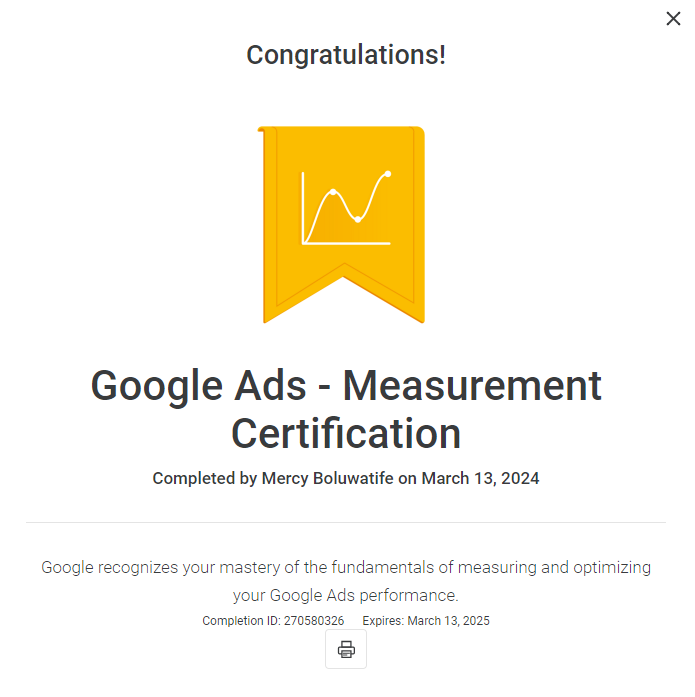 Congratulations!
Google Ads - Measurement
Certification
Completed by Mercy Boluwatife on March 13, 2024
Google recognizes your mastery of the fundamentals of measuring and optimizing
your Google Ads performance.
Completion ID: 270580326 Expires: March 13, 2025